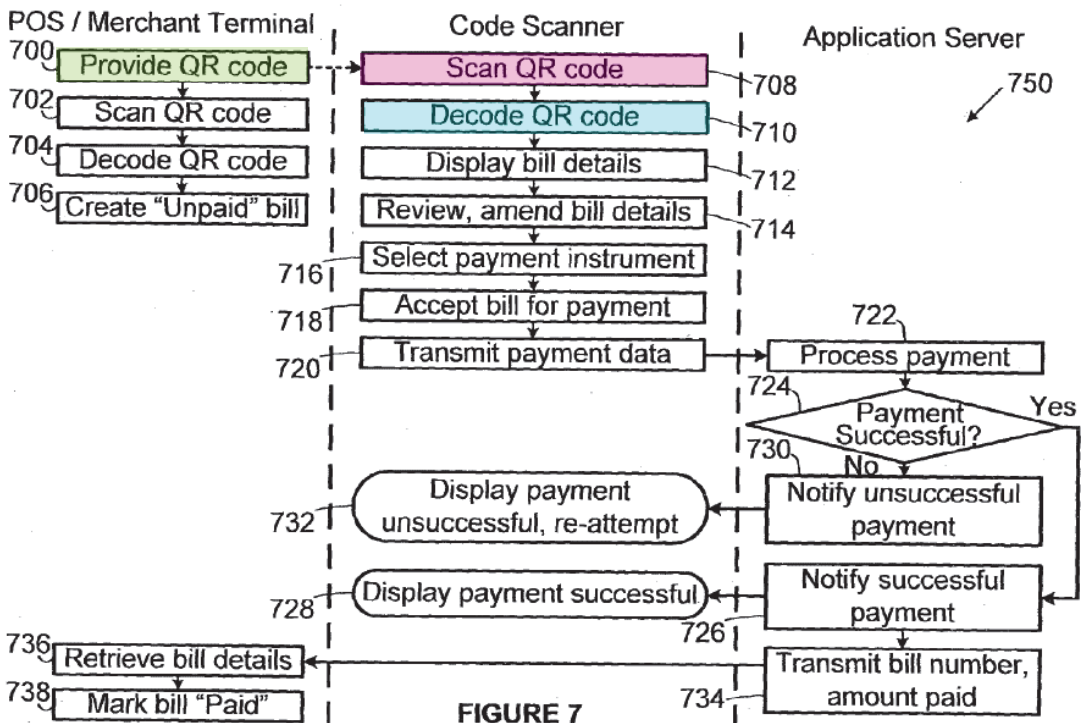 POS / Merchant Terminal
Code Scanner
Application Server
700
Provide QR code
Scan QR code
708
750
702
Scan QR code
Decode QR code
710
704
Decode QR code
Display bill details
712
706
Create “Unpaid” bill
Review, amend bill details
714
716
Select payment instrument
718
Accept bill for payment
722
720
Transmit payment data
Process payment
724
Payment
Successful?
Yes
730
No
732
Display payment
unsuccessful, re-attempt
Notify unsuccessful
payment
728
Display payment successful
Notify successful
payment
726
736
Retrieve bill details
Transmit bill number,
amount paid
734
738
Mark bill “Paid”
FIGURE 7